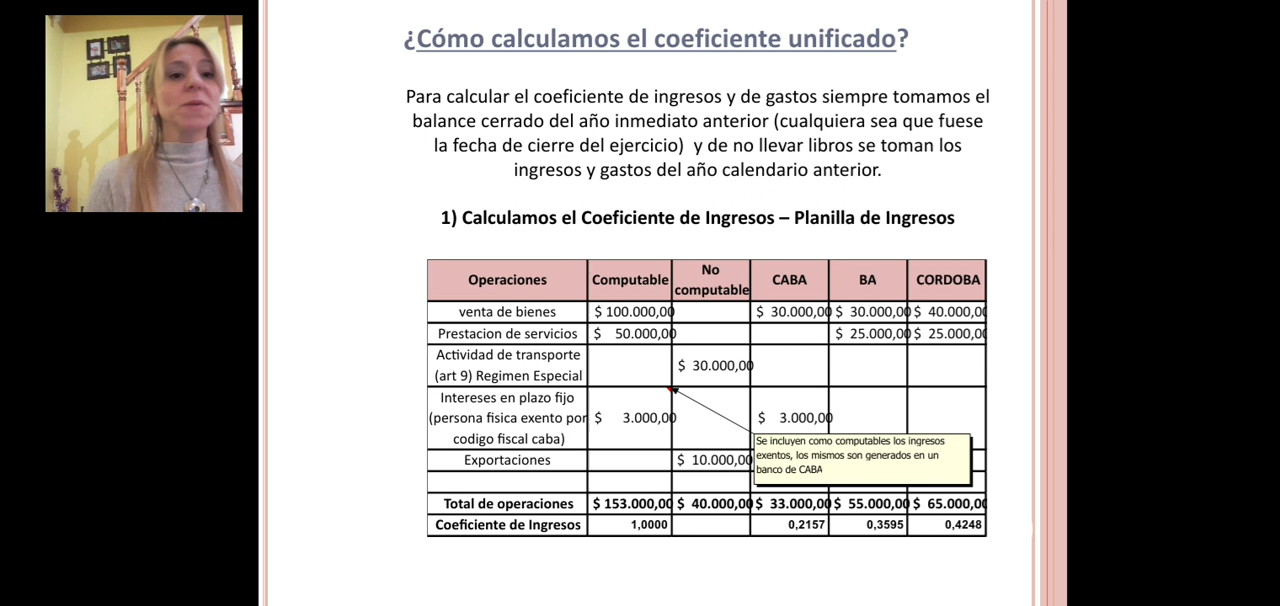 ¿Cómo calculamos el coeficiente unificado?
Para calcular el coeficiente de ingresos y de gastos siempre tomamos el
balance cerrado del año inmediato anterior (cualquiera sea que fuese
la fecha de cierre del ejercicio) y de no llevar libros se toman los
ingresos y gastos del año calendario anterior.
1) Calculamos el Coeficiente de Ingresos – Planilla de Ingresos
Operaciones Computable No computable CABA BA CORDOBA
venta de bienes $ 100.000,00 $ 30.000,00 $ 30.000,00 $ 40.000,00
Prestacion de servicios $ 50.000,00 $ 25.000,00 $ 25.000,00
Actividad de transporte
(art 9) Regimen Especial $ 30.000,00
Intereses en plazo fijo
(persona fisica exento por $ 3.000,00 $ 3.000,00
codigo fiscal caba)
Se incluyen como computables los ingresos
exentos, los mismos son generados en un
banco de CABA
Exportaciones $ 10.000,00
Total de operaciones $ 153.000,00 $ 40.000,00 $ 33.000,00 $ 55.000,00 $ 65.000,00
Coeficiente de Ingresos 1,0000 0,2157 0,3595 0,4248